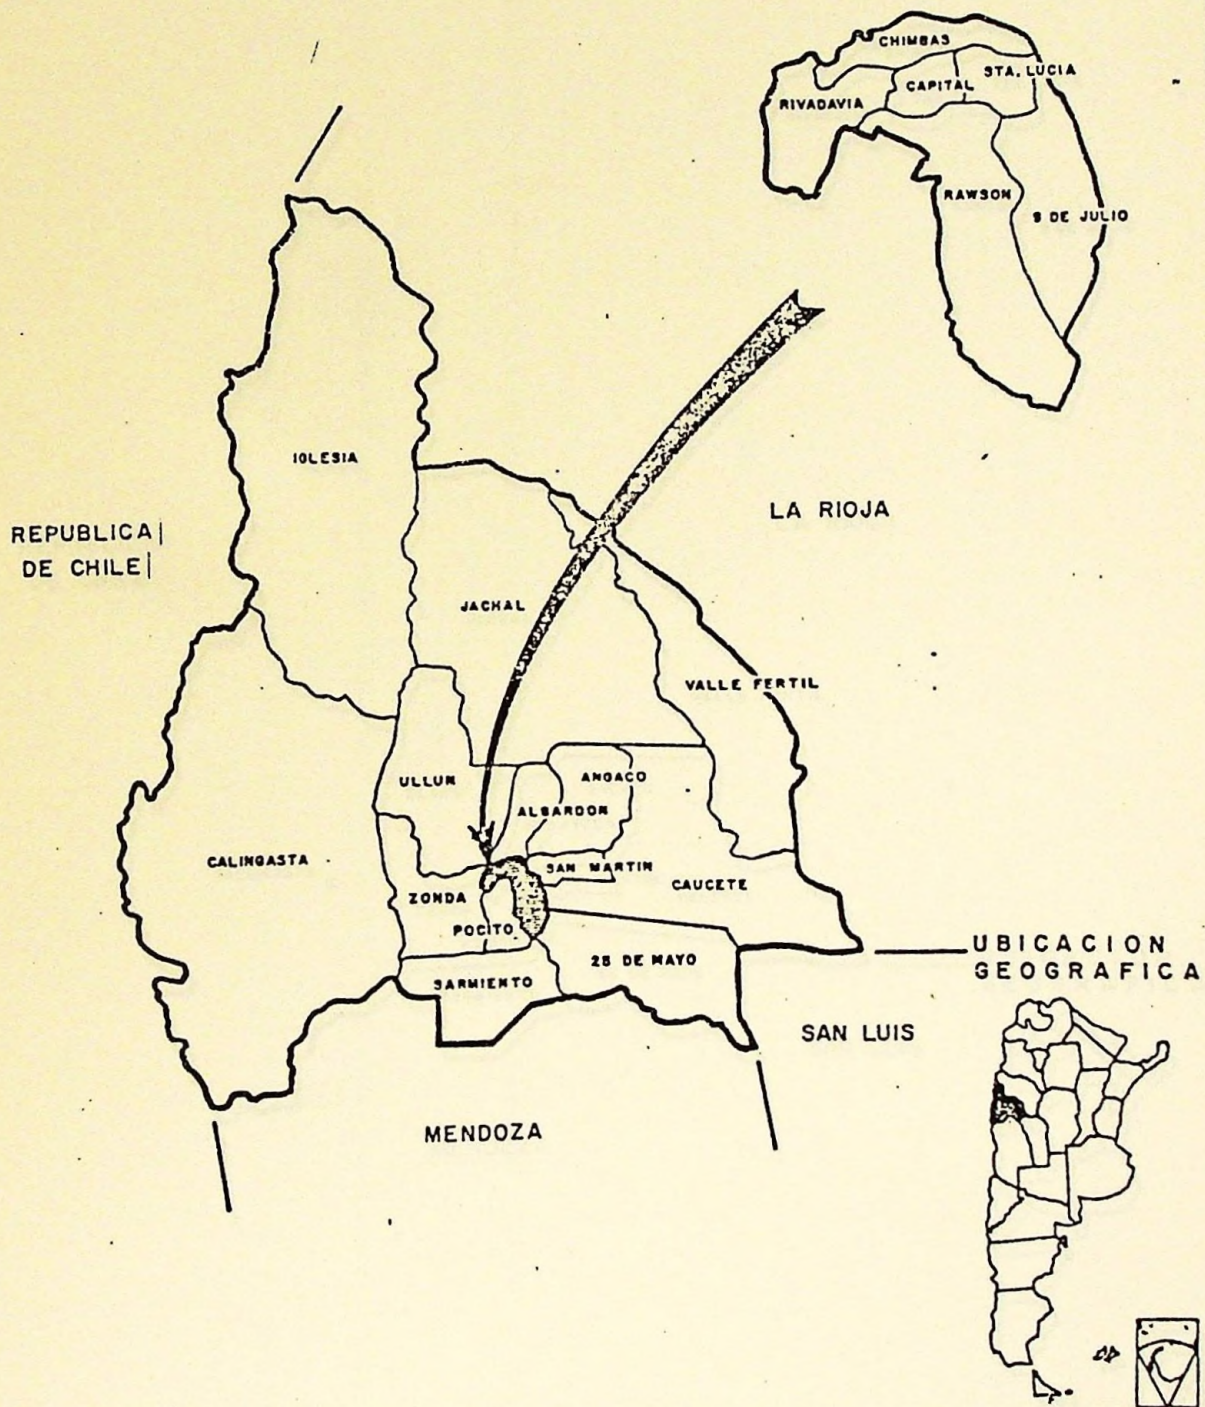 CHIMBAS
STA. LUCIA
CAPITAL
RIVADAVIA
RAWSON
9 DE JULIO
IGLESIA
LA RIOJA
REPUBLICA
DE CHILE
JACHAL
VALLE FERTIL
ULLUM
ANGACO
ALBARDON
CALINGASTA
SAN MARTIN
CAUCETE
ZONDA
POCITO
25 DE MAYO
SARMIENTO
UBICACION
GEOGRAFICA
SAN LUIS
MENDOZA